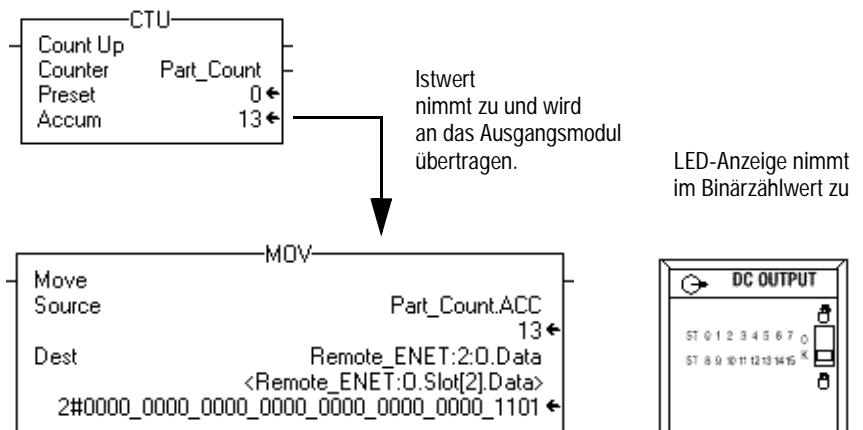 CTU
Count Up
Counter Part_Count
Preset 0
Accum 13
Istwert
nimmt zu und wird
an das Ausgangsmodul
übertragen.
LED-Anzeige nimmt
im Binärzählwert zu
MOV
Move
Source Part_Count.ACC
13
Dest Remote_ENET:2:O.Data
<Remote_ENET:O.Slot[2].Data>
2#0000_0000_0000_0000_0000_0000_0000_1101
DC OUTPUT
ST 0 1 2 3 4 5 6 7 O
ST 8 9 10 11 12 13 14 15 K